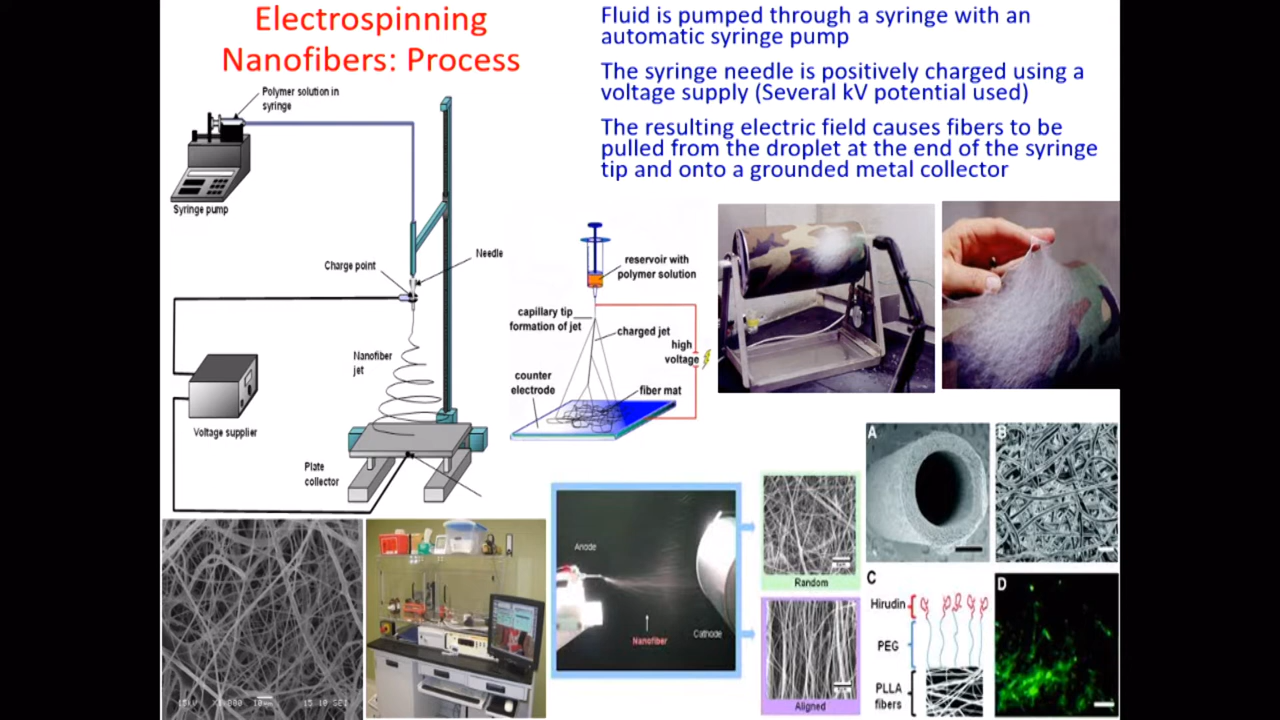 Electrospinning
Nanofibers: Process
Fluid is pumped through a syringe with an
automatic syringe pump
The syringe needle is positively charged using a
voltage supply (Several kV potential used)
The resulting electric field causes fibers to be
pulled from the droplet at the end of the syringe
tip and onto a grounded metal collector
Polymer solution in
syringe
Syringe pump
Charge point
Needle
Nanofiber
jet
Voltage supplier
Plate
collector
reservoir with
polymer solution
capillary tip
formation of jet
charged jet
high
voltage
counter
electrode
fiber mat
Anode
Nanofiber
Cathode
Random
Aligned
A
B
C
Hirudin
PEG
PLLA
fibers
D